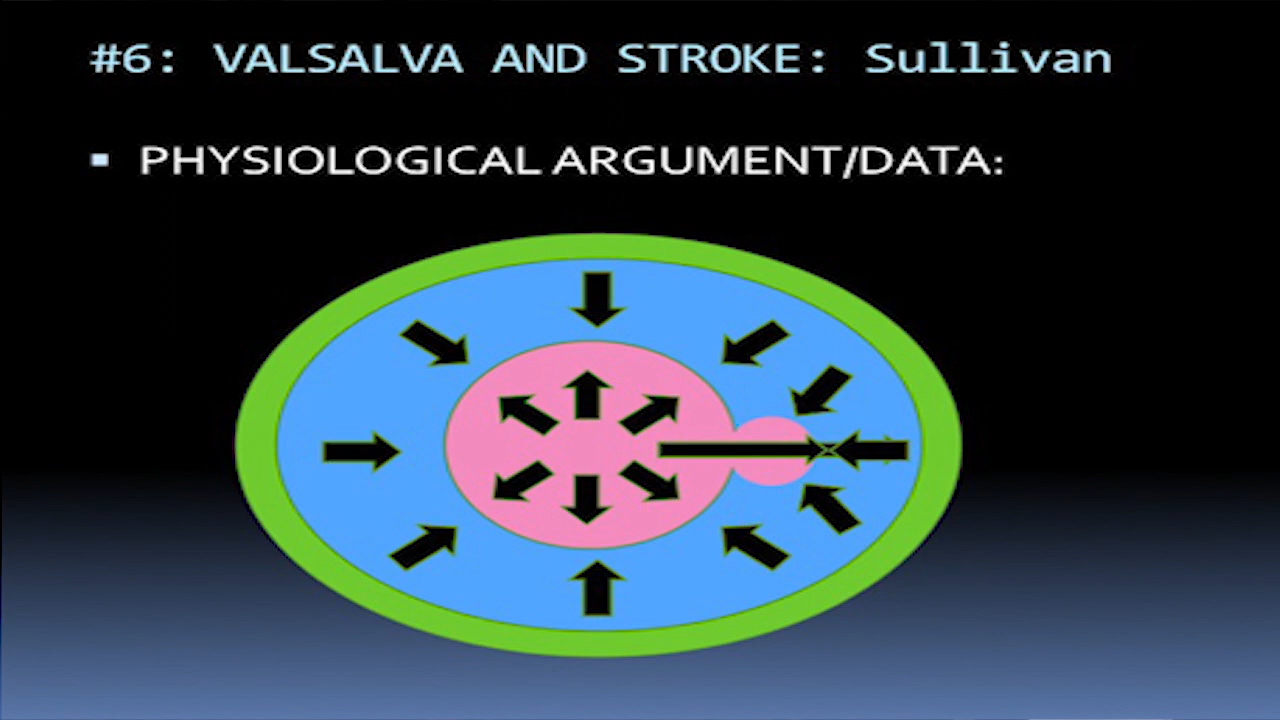 #6: VALSALVA AND STROKE: Sullivan
PHYSIOLOGICAL ARGUMENT/DATA: